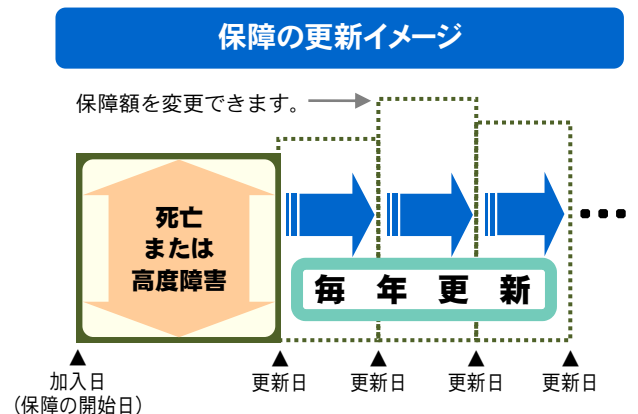 保障の更新イメージ
保障額を変更できます。
死亡
または
高度障害
毎年更新
加入日
(保障の開始日)
更新日
更新日
更新日
更新日